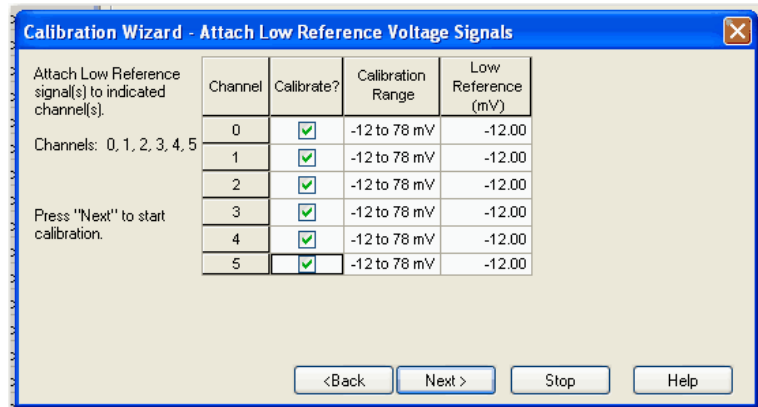 Calibration Wizard - Attach Low Reference Voltage Signals
Attach Low Reference
signal(s) to indicated
channel(s).
Channels: 0, 1, 2, 3, 4, 5
Press "Next" to start
calibration.
Channel Calibrate? Calibration Range Low Reference (mV)
0 -12 to 78 mV -12.00
1 -12 to 78 mV -12.00
2 -12 to 78 mV -12.00
3 -12 to 78 mV -12.00
4 -12 to 78 mV -12.00
5 -12 to 78 mV -12.00
<Back Next> Stop Help